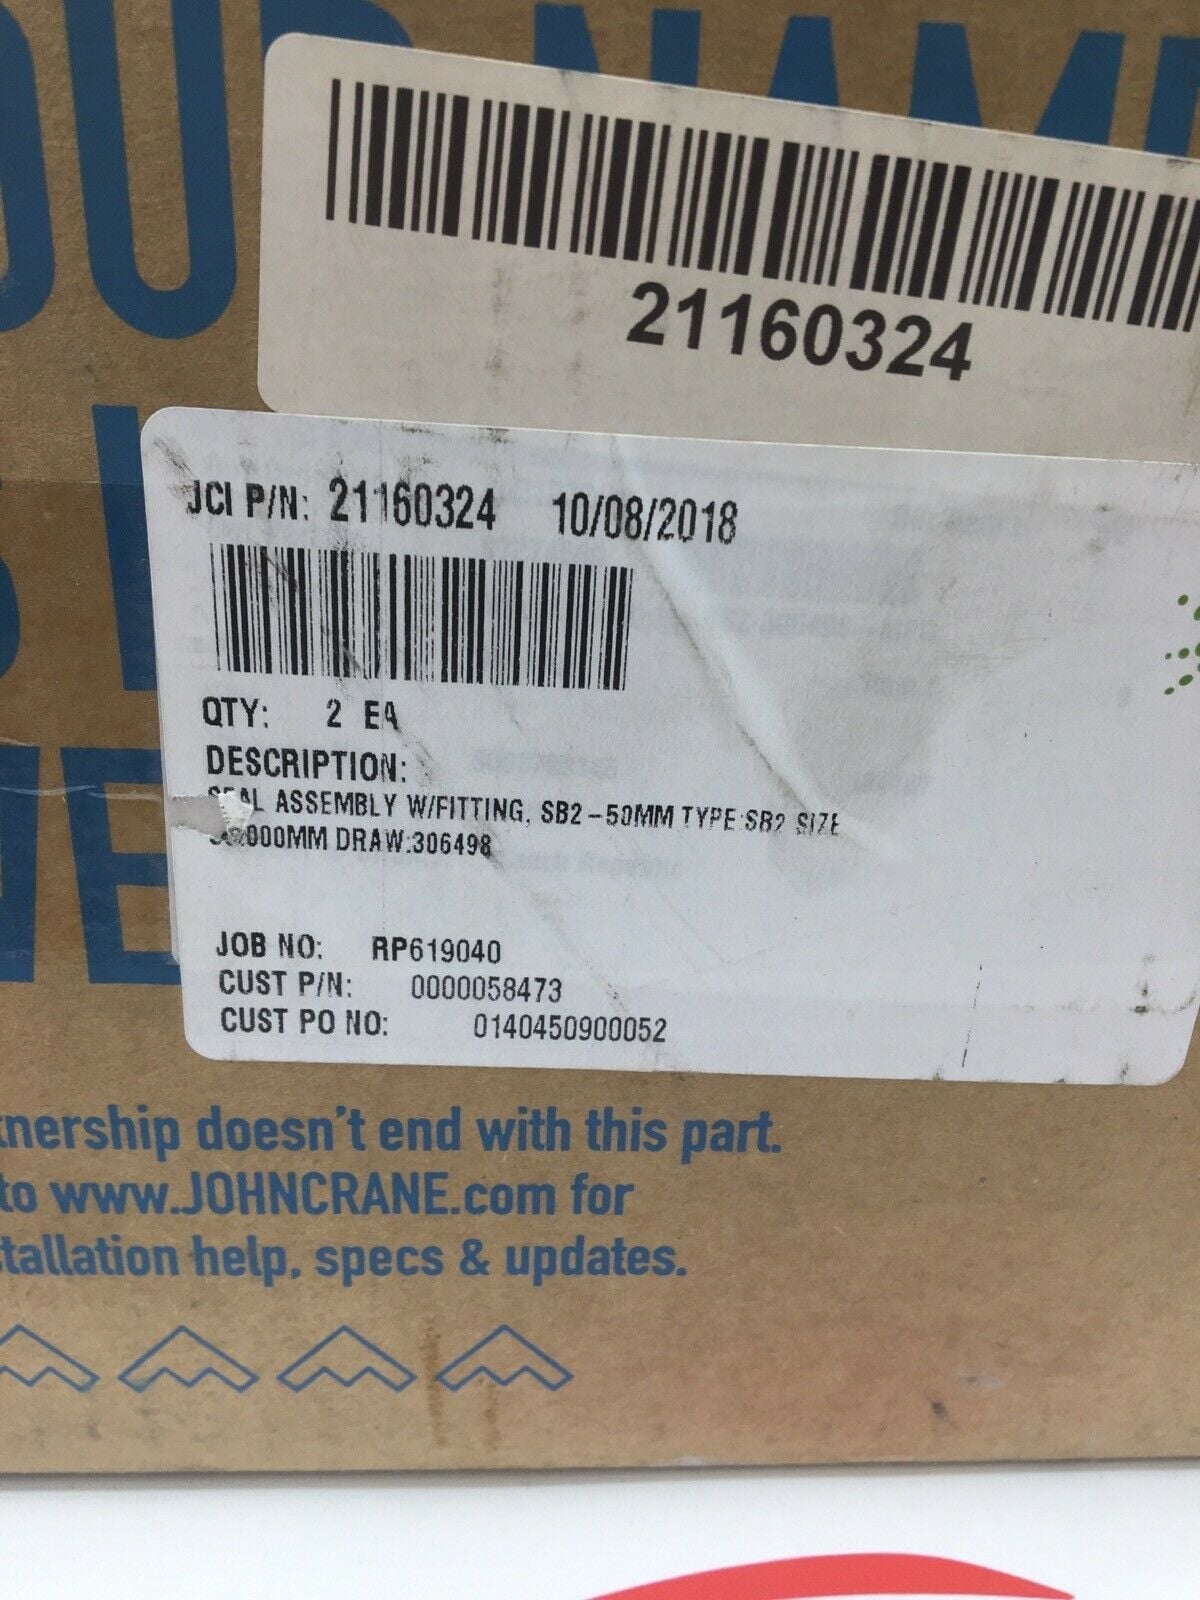 21160324
JCI P/N: 21160324 10/08/2018
QTY: 2 EA
DESCRIPTION:
SEAL ASSEMBLY W/FITTING, SB2-50MM TYPE:SB2 SIZE
000MM DRAW:306498
JOB NO: RP619040
CUST P/N: 0000058473
CUST PO NO: 0140450900052
tnership doesn't end with this part.
to www.JOHNCRANE.com for
tallation help, specs & updates.